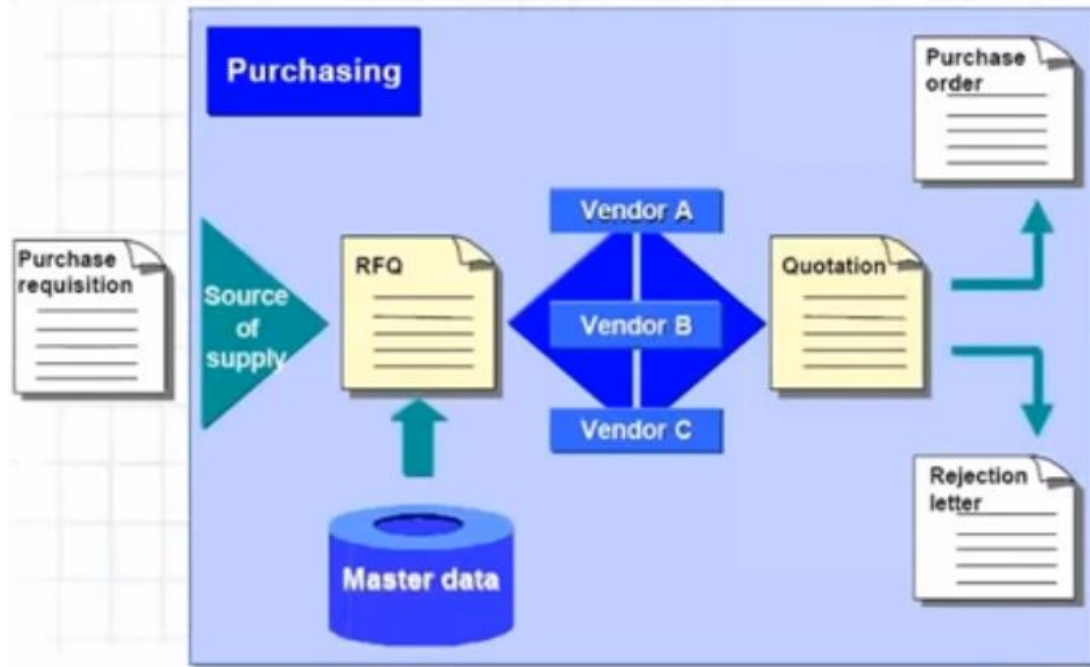 Purchasing
Purchase
order
Vendor A
Purchase
requisition
Source
of
supply
RFQ
Vendor B
Quotation
Vendor C
Master data
Rejection
letter